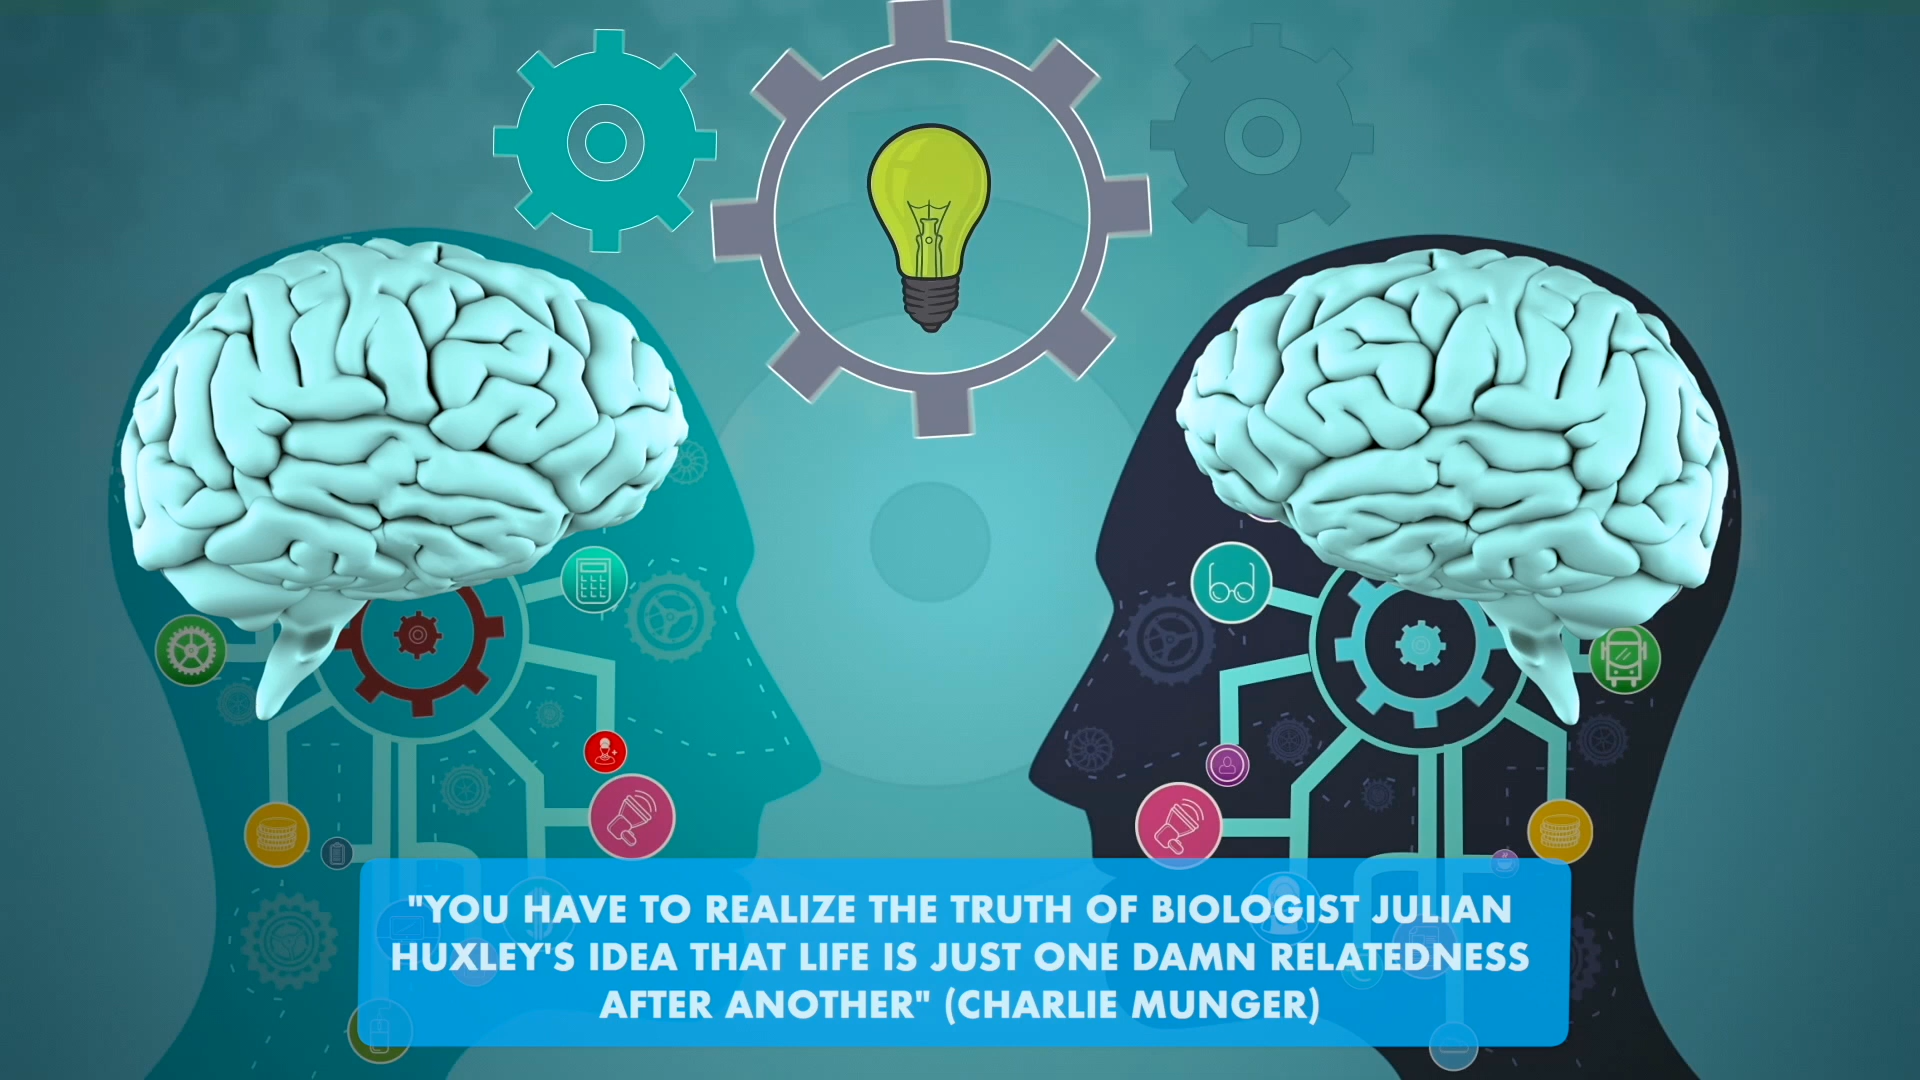 "YOU HAVE TO REALIZE THE TRUTH OF BIOLOGIST JULIAN
HUXLEY'S IDEA THAT LIFE IS JUST ONE DAMN RELATEDNESS
AFTER ANOTHER" (CHARLIE MUNGER)